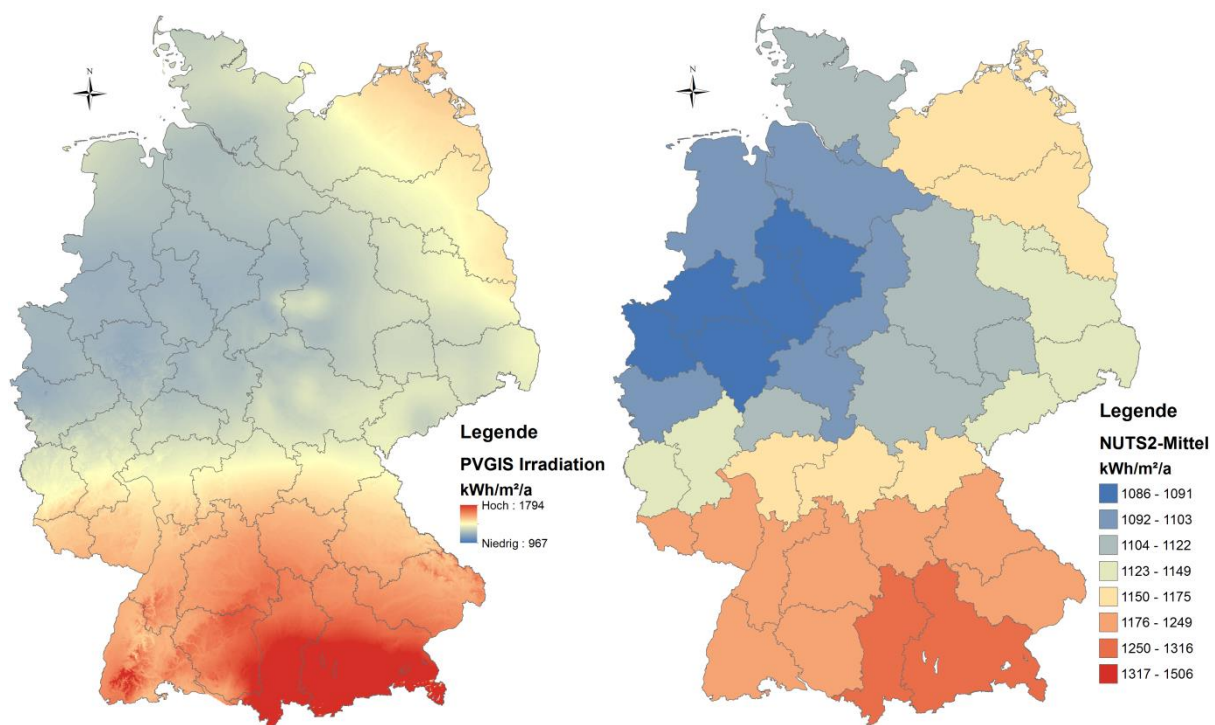 N
Legende
PVGIS Irradiation
kWh/m²/a
Hoch : 1794
Niedrig : 967
N
Legende
NUTS2-Mittel
kWh/m²/a
1086 - 1091
1092 - 1103
1104 - 1122
1123 - 1149
1150 - 1175
1176 - 1249
1250 - 1316
1317 - 1506